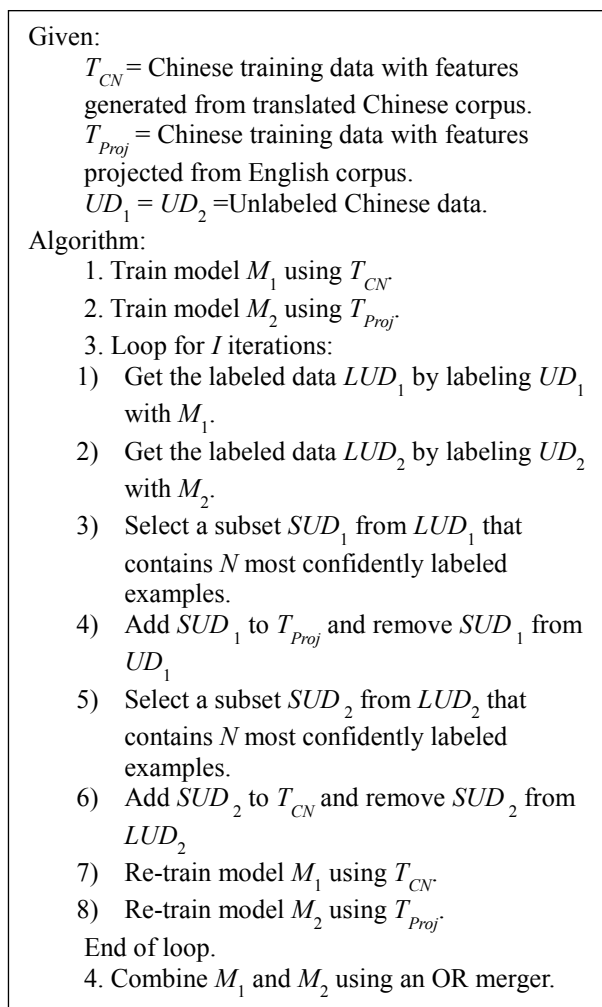 Given:
T_CN = Chinese training data with features
generated from translated Chinese corpus.
T_Proj = Chinese training data with features
projected from English corpus.
UD_1 = UD_2 =Unlabeled Chinese data.
Algorithm:
1. Train model M_1 using T_CN.
2. Train model M_2 using T_Proj.
3. Loop for I iterations:
1) Get the labeled data LUD_1 by labeling UD_1
with M_1.
2) Get the labeled data LUD_2 by labeling UD_2
with M_2.
3) Select a subset SUD_1 from LUD_1 that
contains N most confidently labeled
examples.
4) Add SUD_1 to T_Proj and remove SUD_1 from
UD_1
5) Select a subset SUD_2 from LUD_2 that
contains N most confidently labeled
examples.
6) Add SUD_2 to T_CN and remove SUD_2 from
LUD_2
7) Re-train model M_1 using T_CN.
8) Re-train model M_2 using T_Proj.
End of loop.
4. Combine M_1 and M_2 using an OR merger.